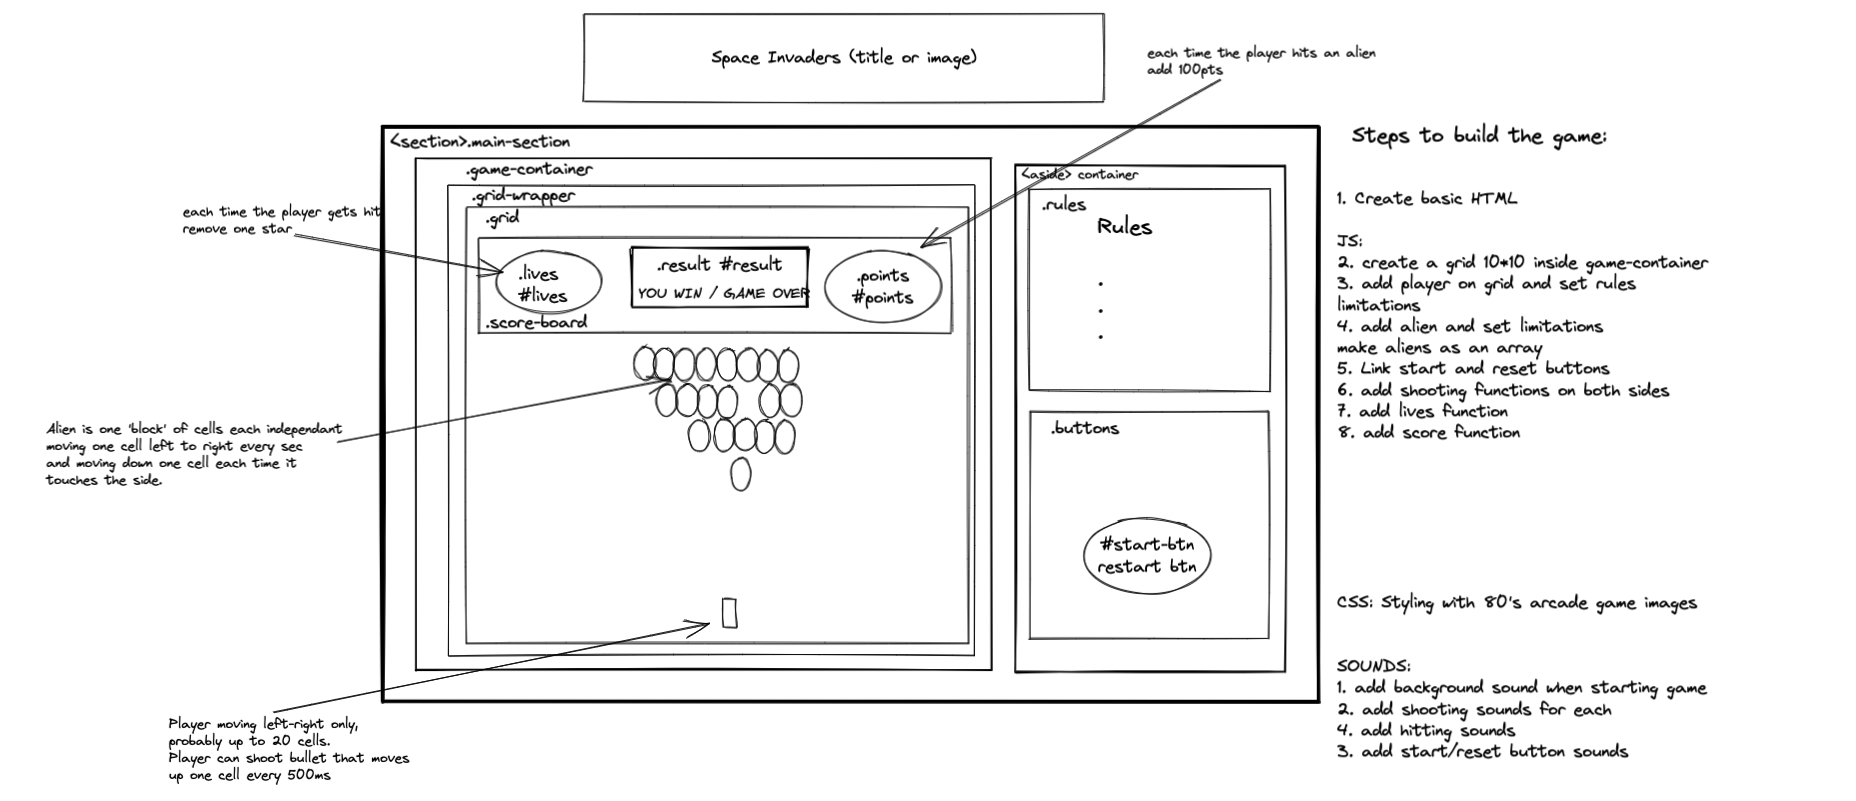 Space Invaders (title or image)
each time the player hits an alien
add 100pts
<section>.main-section
.game-container
.grid-wrapper
.grid
each time the player gets hit
remove one star
.lives
#lives
.result #result
YOU WIN / GAME OVER
.points
#points
.score-board
Alien is one 'block' of cells each independant
moving one cell left to right every sec
and moving down one cell each time it
touches the side.
Player moving left-right only,
probably up to 20 cells.
Player can shoot bullet that moves
up one cell every 500ms
<aside> container
.rules
Rules
.
.
.
.buttons
#start-btn
restart btn
Steps to build the game:
1. Create basic HTML
JS:
2. create a grid 10*10 inside game-container
3. add player on grid and set rules
limitations
4. add alien and set limitations
make aliens as an array
5. Link start and reset buttons
6. add shooting functions on both sides
7. add lives function
8. add score function
CSS: Styling with 80's arcade game images
SOUNDS:
1. add background sound when starting game
2. add shooting sounds for each
4. add hitting sounds
3. add start/reset button sounds